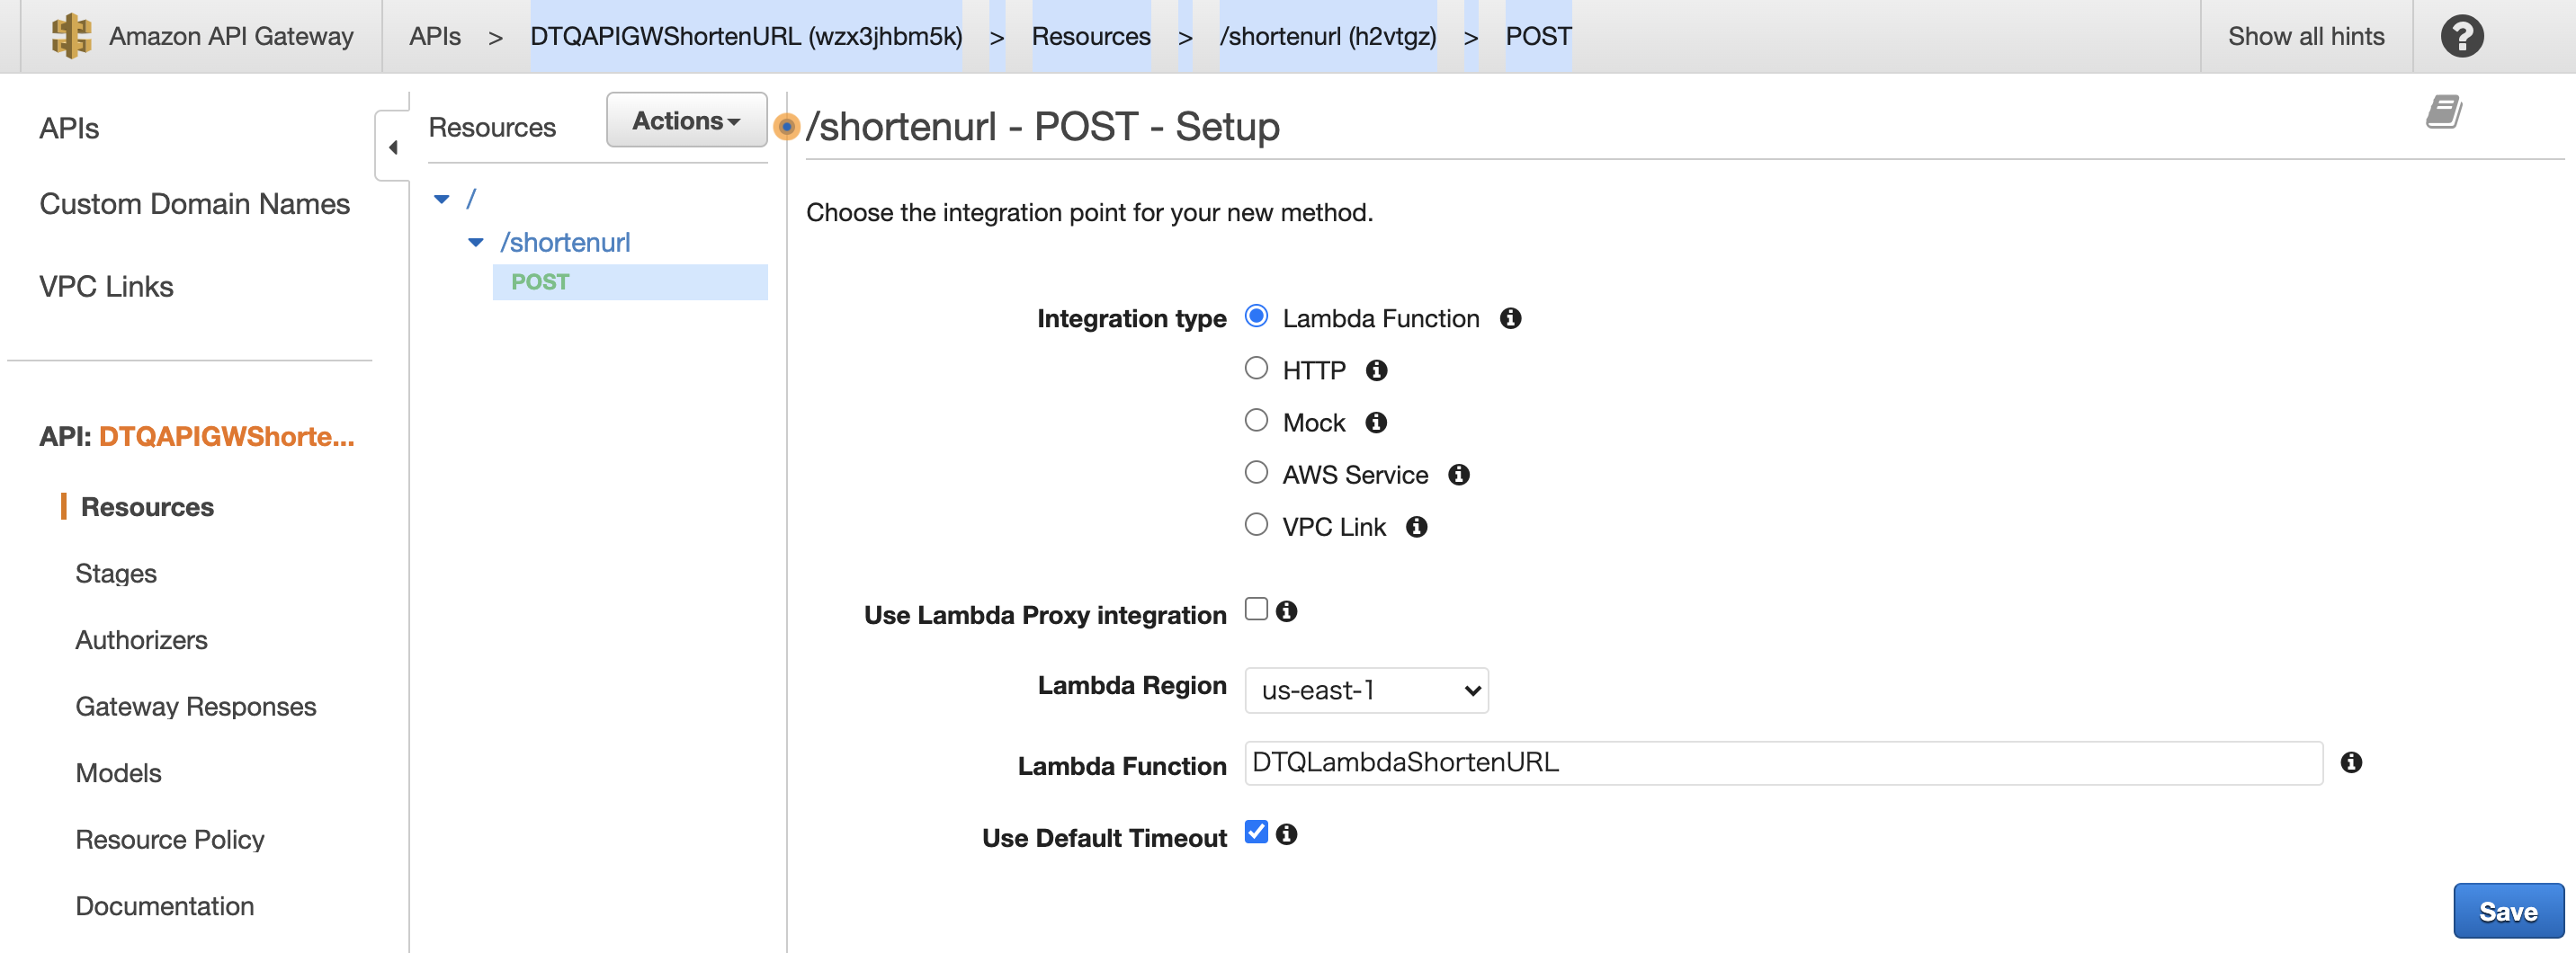 Amazon API Gateway APIs > DTQAPIGWShortenURL (wzx3jhbm5k) > Resources > /shortenurl (h2vtgz) > POST Show all hints ?
APIs
Custom Domain Names
VPC Links
API: DTQAPIGWShorte...
Resources
Stages
Authorizers
Gateway Responses
Models
Resource Policy
Documentation
Resources Actions
/
/shortenurl
POST
/shortenurl - POST - Setup
Choose the integration point for your new method.
Integration type Lambda Function
HTTP
Mock
AWS Service
VPC Link
Use Lambda Proxy integration
Lambda Region us-east-1
Lambda Function DTQLambdaShortenURL
Use Default Timeout
Save